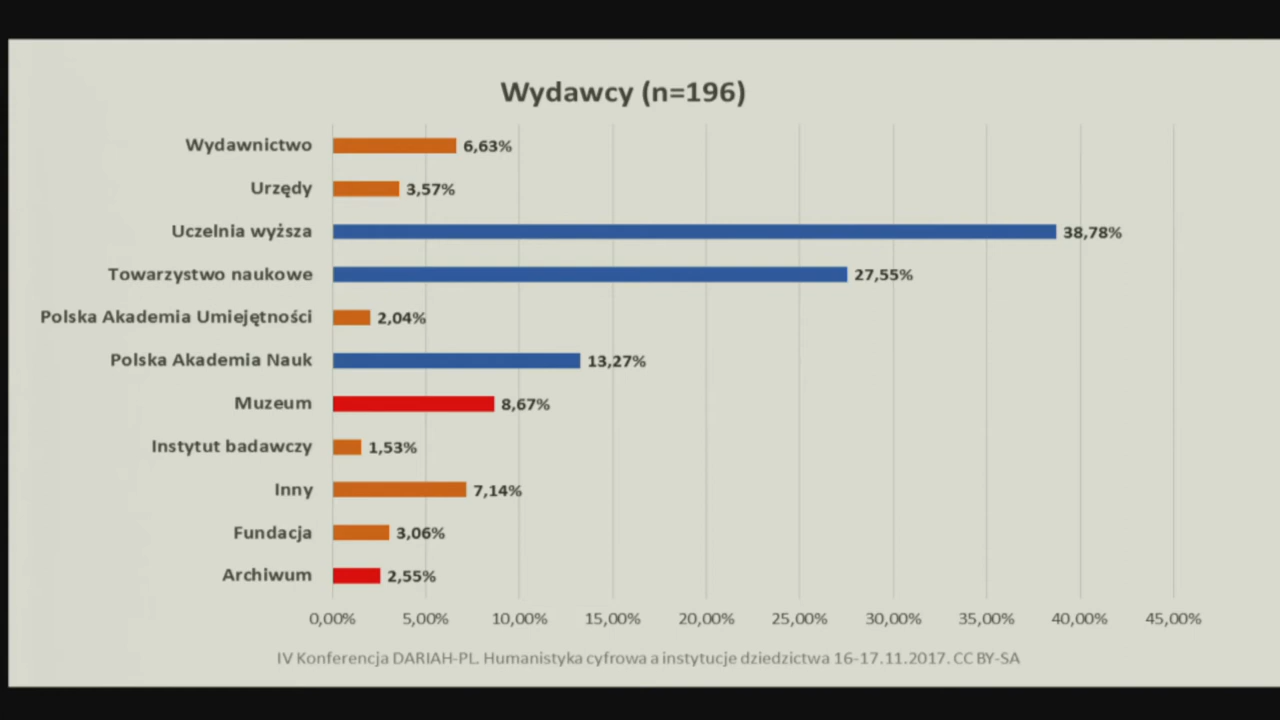 Wydawcy (n=196)
Wydawnictwo 6,63%
Urzędy 3,57%
Uczelnia wyższa 38,78%
Towarzystwo naukowe 27,55%
Polska Akademia Umiejętności 2,04%
Polska Akademia Nauk 13,27%
Muzeum 8,67%
Instytut badawczy 1,53%
Inny 7,14%
Fundacja 3,06%
Archiwum 2,55%
0,00% 5,00% 10,00% 15,00% 20,00% 25,00% 30,00% 35,00% 40,00% 45,00%
IV Konferencja DARIAH-PL. Humanistyka cyfrowa a instytucje dziedzictwa 16-17.11.2017. CC BY-SA